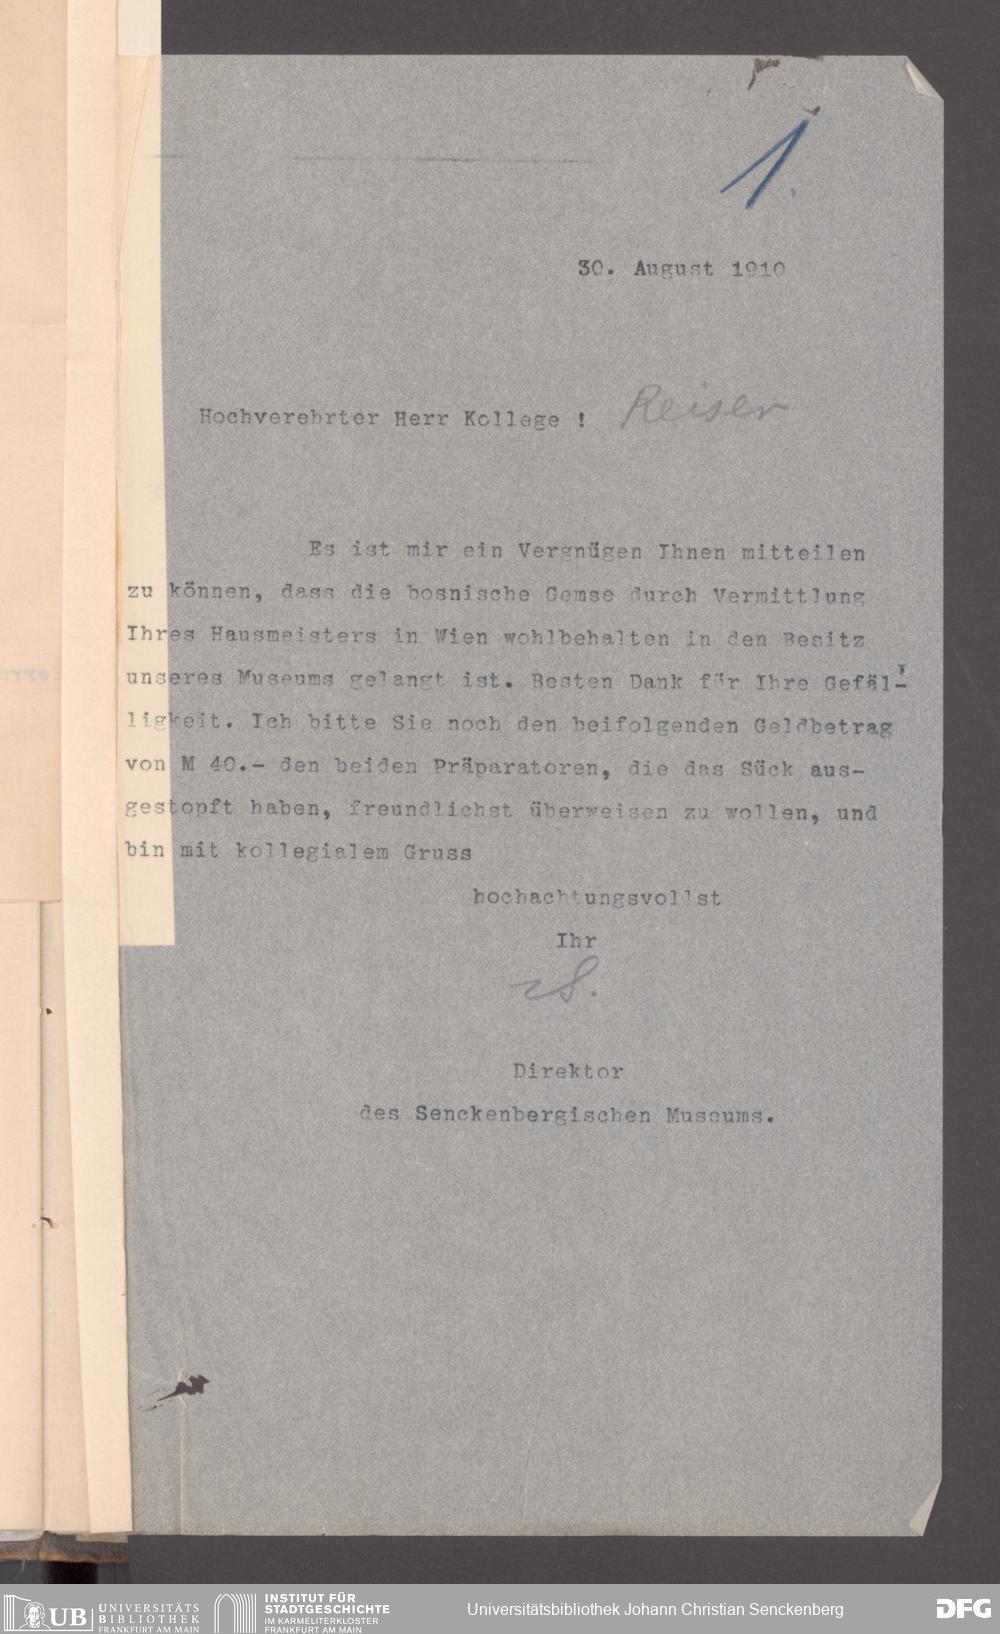 1.
30. August 1910
Hochverehrter Herr Kollege ! Reiser
Es ist mir ein Vergnügen Ihnen mitteilen
zu können, dass die bosnische Gemse durch Vermittlung
Ihres Hausmeisters in Wien wohlbehalten in den Besitz
unseres Museums gelangt ist. Besten Dank für Ihre Gefäl-
ligkeit. Ich bitte Sie noch den beifolgenden Geldbetrag
von M 40.- den beiden Präparatoren, die das Sück aus-
gestopft haben, freundlichst überweisen zu wollen, und
bin mit kollegialem Gruss
hochachtungsvollst
Ihr
Direktor
des Senckenbergischen Museums.
UB UNIVERSITÄTS BIBLIOTHEK FRANKFURT AM MAIN
INSTITUT FÜR STADTGESCHICHTE IM KARMELITERKLOSTER FRANKFURT AM MAIN
Universitätsbibliothek Johann Christian Senckenberg
DFG